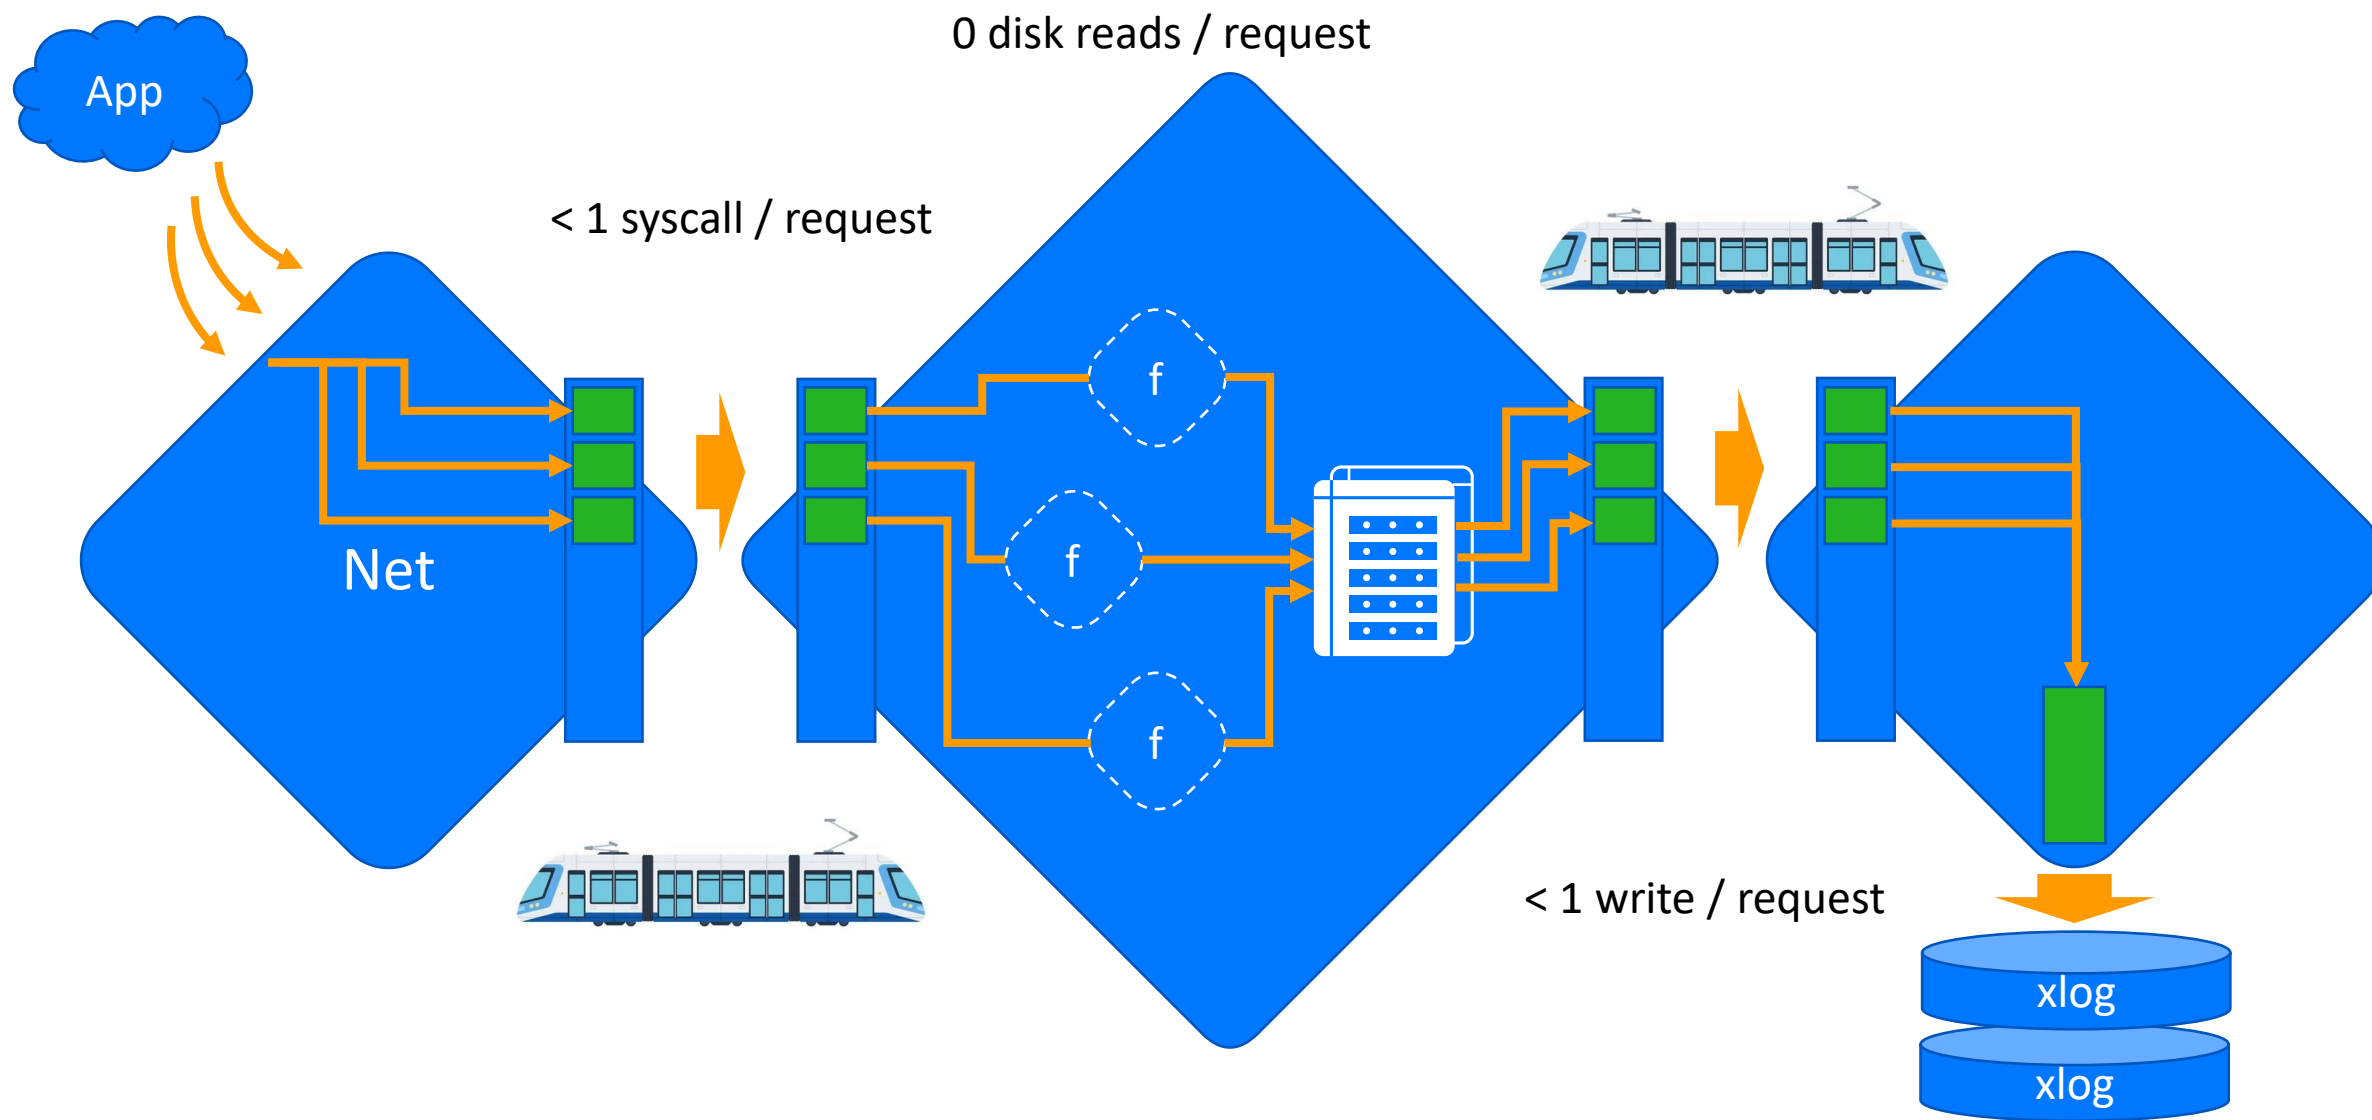 0 disk reads / request
App
< 1 syscall / request
f
f
Net
f
< 1 write / request
xlog
xlog